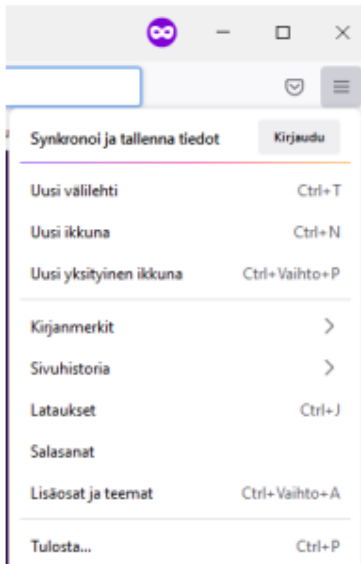 Synkronoi ja tallenna tiedot Kirjaudu
Uusi välilehti Ctrl+T
Uusi ikkuna Ctrl+N
Uusi yksityinen ikkuna Ctrl+Vaihto+P
Kirjanmerkit
Sivuhistoria
Lataukset Ctrl+J
Salasanat
Lisäosat ja teemat Ctrl+Vaihto+A
Tulosta... Ctrl+P